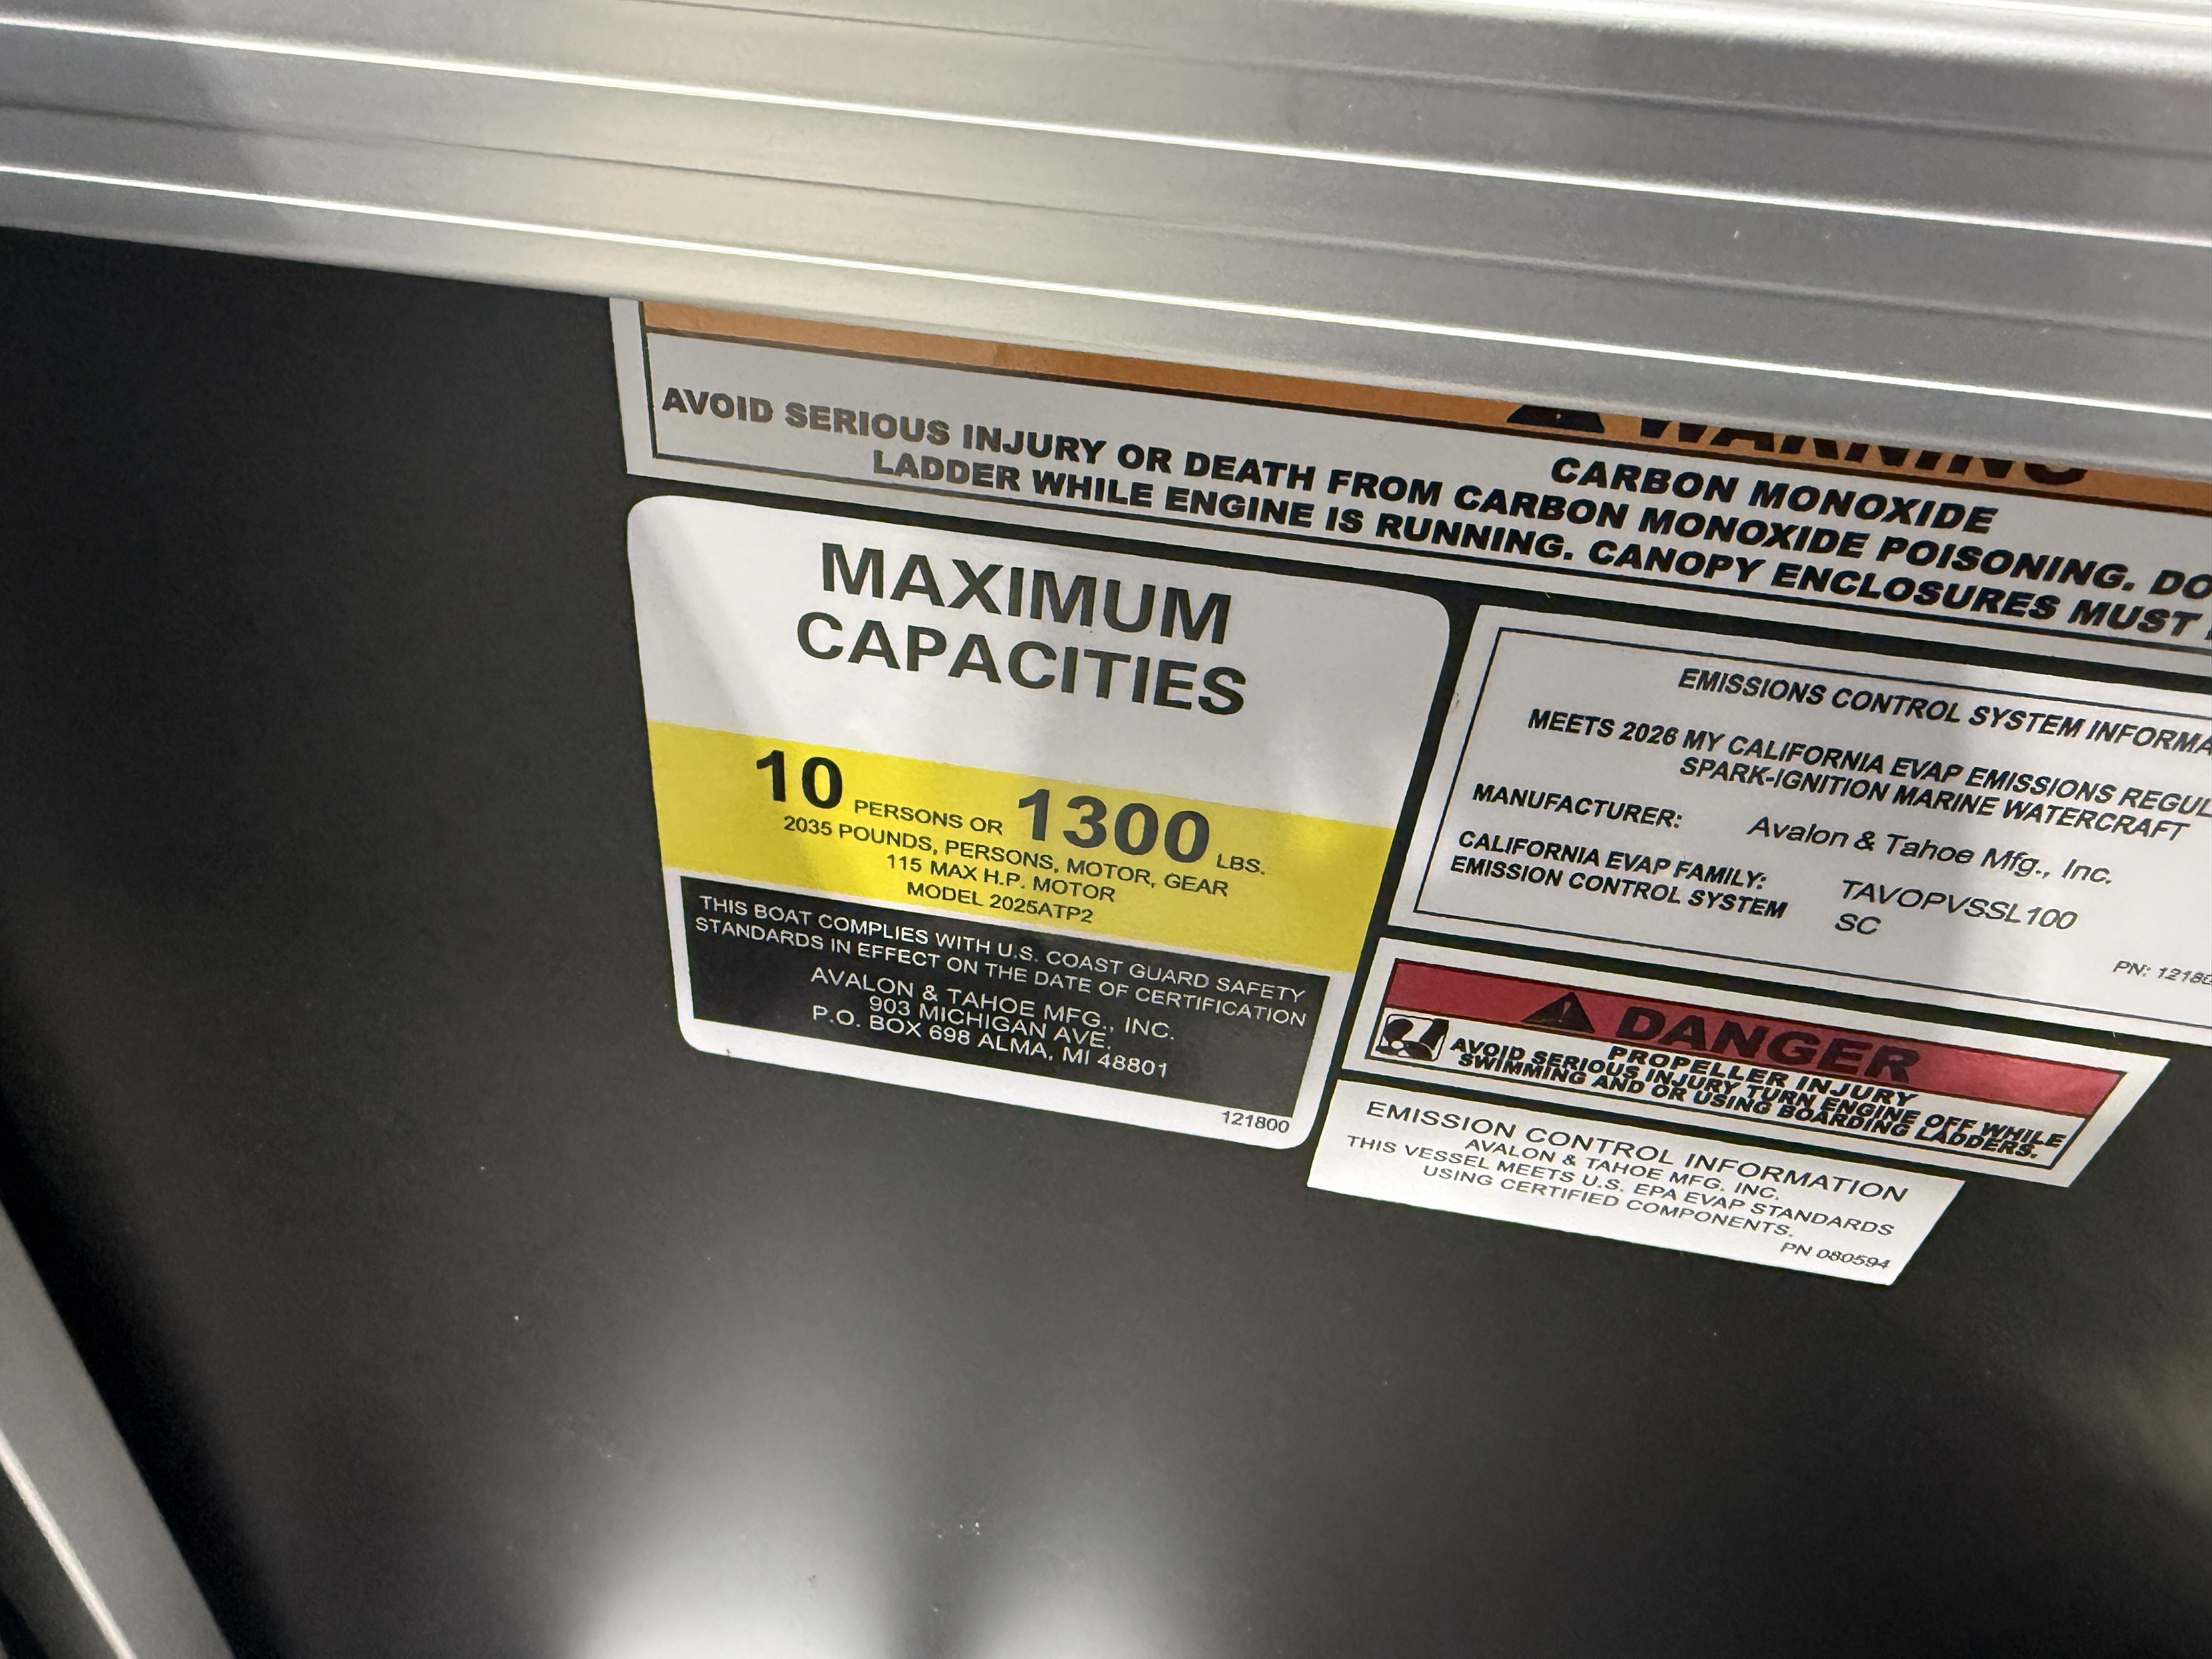 WARNING
CARBON MONOXIDE
AVOID SERIOUS INJURY OR DEATH FROM CARBON MONOXIDE POISONING. DO
LADDER WHILE ENGINE IS RUNNING. CANOPY ENCLOSURES MUST
MAXIMUM
CAPACITIES
10 PERSONS OR 1300 LBS.
2035 POUNDS, PERSONS, MOTOR, GEAR
115 MAX H.P. MOTOR
MODEL 2025ATP2
THIS BOAT COMPLIES WITH U.S. COAST GUARD SAFETY
STANDARDS IN EFFECT ON THE DATE OF CERTIFICATION
AVALON & TAHOE MFG., INC.
903 MICHIGAN AVE.
P.O. BOX 698 ALMA, MI 48801
121800
EMISSIONS CONTROL SYSTEM INFORMA
MEETS 2026 MY CALIFORNIA EVAP EMISSIONS REGUL
SPARK-IGNITION MARINE WATERCRAFT
MANUFACTURER: Avalon & Tahoe Mfg., Inc.
CALIFORNIA EVAP FAMILY: TAVOPVSSL100
EMISSION CONTROL SYSTEM SC
PN: 12180
DANGER
PROPELLER INJURY
AVOID SERIOUS INJURY TURN ENGINE OFF WHILE
SWIMMING AND OR USING BOARDING LADDERS.
EMISSION CONTROL INFORMATION
AVALON & TAHOE MFG. INC.
THIS VESSEL MEETS U.S. EPA EVAP STANDARDS
USING CERTIFIED COMPONENTS.
PN 080594